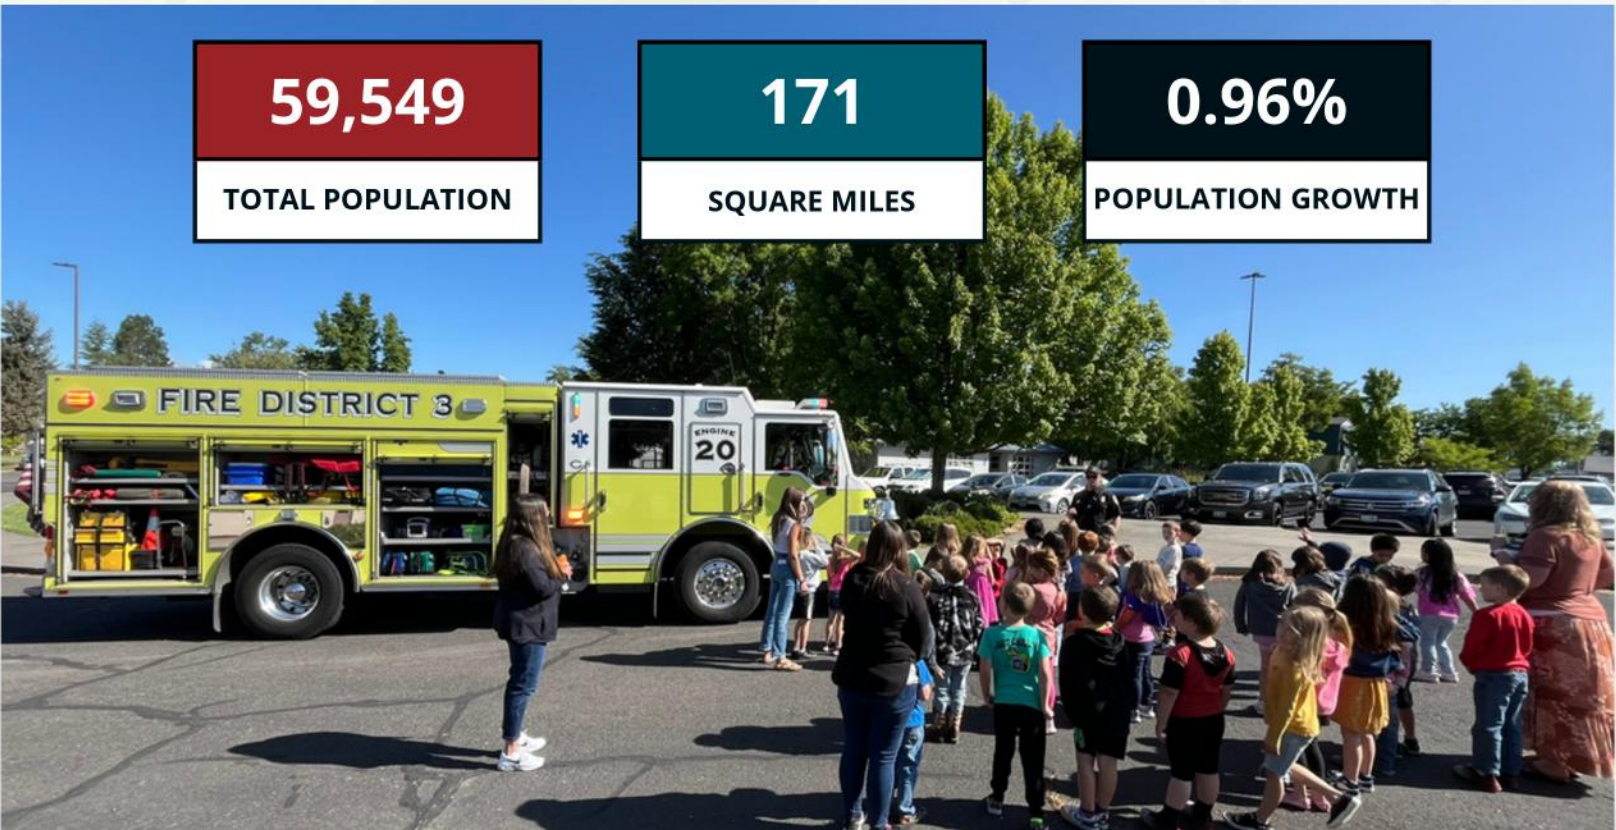 59,549
TOTAL POPULATION
171
SQUARE MILES
0.96%
POPULATION GROWTH
FIRE DISTRICT 3
ENGINE
20